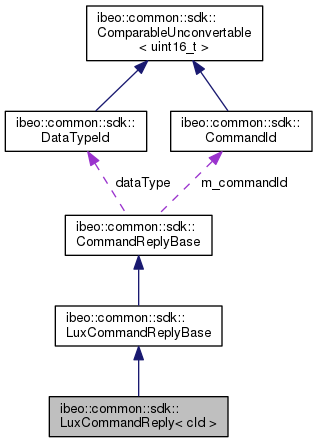 ibeo::common::sdk::
ComparableUnconvertable
< uint16_t >
ibeo::common::sdk::
DataTypeId
ibeo::common::sdk::
CommandId
dataType
m_commandId
ibeo::common::sdk::
CommandReplyBase
ibeo::common::sdk::
LuxCommandReplyBase
ibeo::common::sdk::
LuxCommandReply< cId >